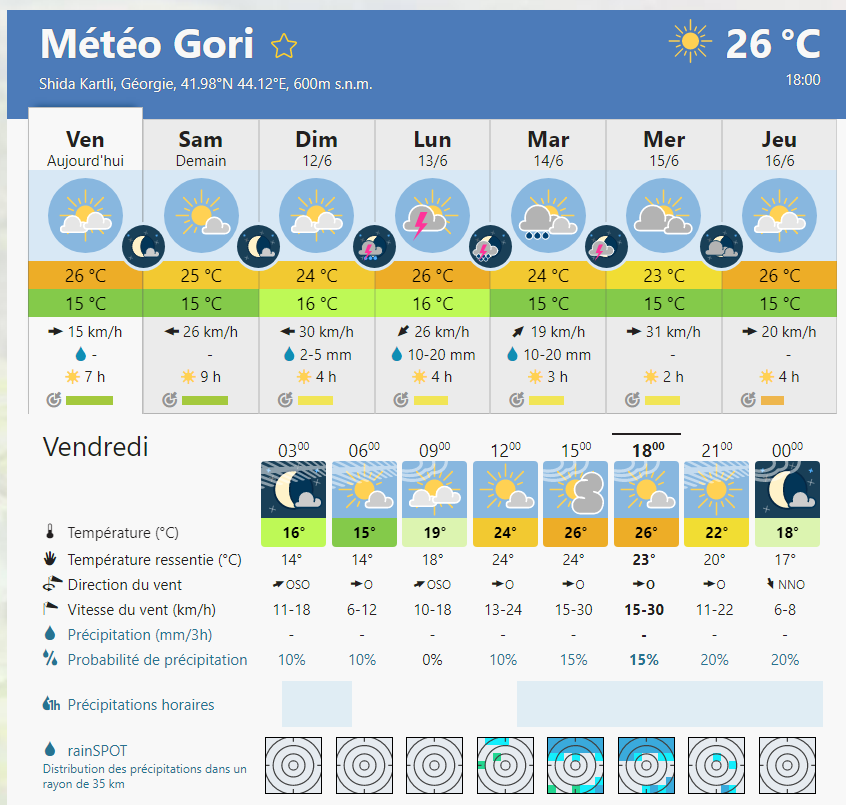 Météo Gori
26 °C
Shida Kartli, Géorgie, 41.98°N 44.12°E, 600m s.n.m.
18:00
Ven Sam Dim Lun Mar Mer Jeu
Aujourd'hui Demain 12/6 13/6 14/6 15/6 16/6
26 °C 25 °C 24 °C 26 °C 24 °C 23 °C 26 °C
15 °C 15 °C 16 °C 16 °C 15 °C 15 °C 15 °C
15 km/h 26 km/h 30 km/h 26 km/h 19 km/h 31 km/h 20 km/h
- - 2-5 mm 10-20 mm 10-20 mm - -
7 h 9 h 4 h 4 h 3 h 2 h 4 h
Vendredi
03⁰⁰ 06⁰⁰ 09⁰⁰ 12⁰⁰ 15⁰⁰ 18⁰⁰ 21⁰⁰ 00⁰⁰
Température (°C) 16° 15° 19° 24° 26° 26° 22° 18°
Température ressentie (°C) 14° 14° 18° 24° 24° 23° 20° 17°
Direction du vent OSO O OSO O O O O NNO
Vitesse du vent (km/h) 11-18 6-12 10-18 13-24 15-30 15-30 11-22 6-8
Précipitation (mm/3h) - - - - - - - -
Probabilité de précipitation 10% 10% 0% 10% 15% 15% 20% 20%
1h Précipitations horaires
rainSPOT
Distribution des précipitations dans un
rayon de 35 km